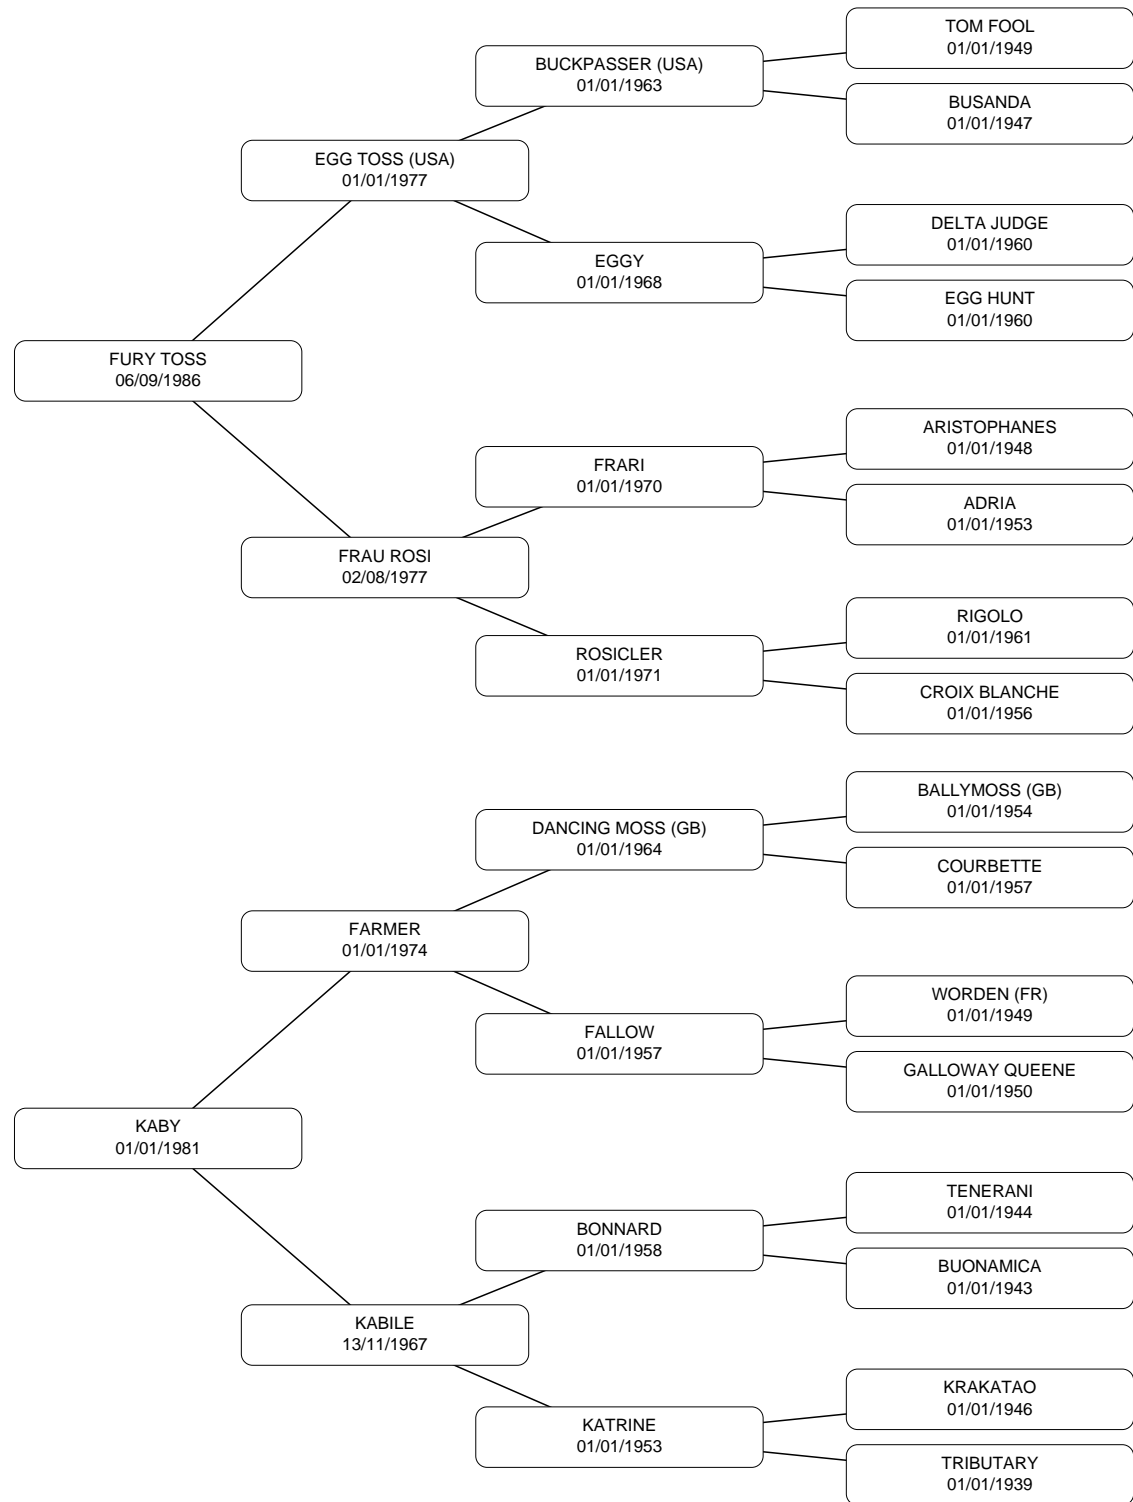 TOM FOOL
01/01/1949
BUCKPASSER (USA)
01/01/1963
BUSANDA
01/01/1947
EGG TOSS (USA)
01/01/1977
DELTA JUDGE
01/01/1960
EGGY
01/01/1968
EGG HUNT
01/01/1960
FURY TOSS
06/09/1986
ARISTOPHANES
01/01/1948
FRARI
01/01/1970
ADRIA
01/01/1953
FRAU ROSI
02/08/1977
RIGOLO
01/01/1961
ROSICLER
01/01/1971
CROIX BLANCHE
01/01/1956
BALLYMOSS (GB)
01/01/1954
DANCING MOSS (GB)
01/01/1964
COURBETTE
01/01/1957
FARMER
01/01/1974
WORDEN (FR)
01/01/1949
FALLOW
01/01/1957
GALLOWAY QUEENE
01/01/1950
KABY
01/01/1981
TENERANI
01/01/1944
BONNARD
01/01/1958
BUONAMICA
01/01/1943
KABILE
13/11/1967
KRAKATAO
01/01/1946
KATRINE
01/01/1953
TRIBUTARY
01/01/1939